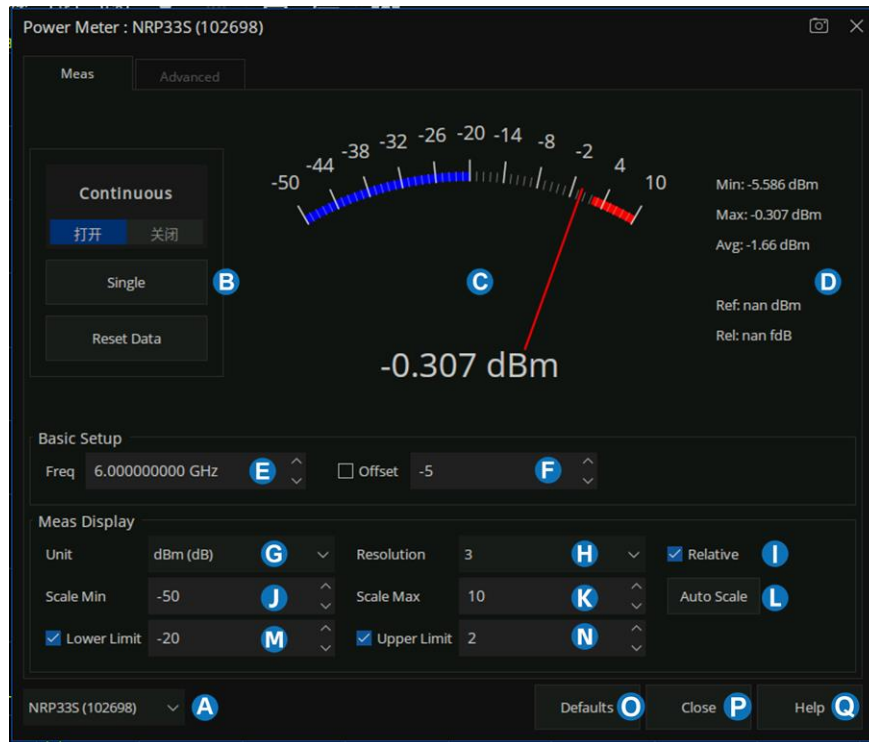 Power Meter : NRP33S (102698)
Meas
Advanced
Continuous
打开 关闭
Single
Reset Data
B
-50 -44 -38 -32 -26 -20 -14 -8 -2 4 10
C
-0.307 dBm
Min: -5.586 dBm
Max: -0.307 dBm
Avg: -1.66 dBm
D
Ref: nan dBm
Rel: nan fdB
Basic Setup
Freq 6.000000000 GHz E Offset -5 F
Meas Display
Unit dBm (dB) G Resolution 3 H Relative I
Scale Min -50 J Scale Max 10 K Auto Scale L
Lower Limit -20 M Upper Limit 2 N
NRP33S (102698) A Defaults O Close P Help Q